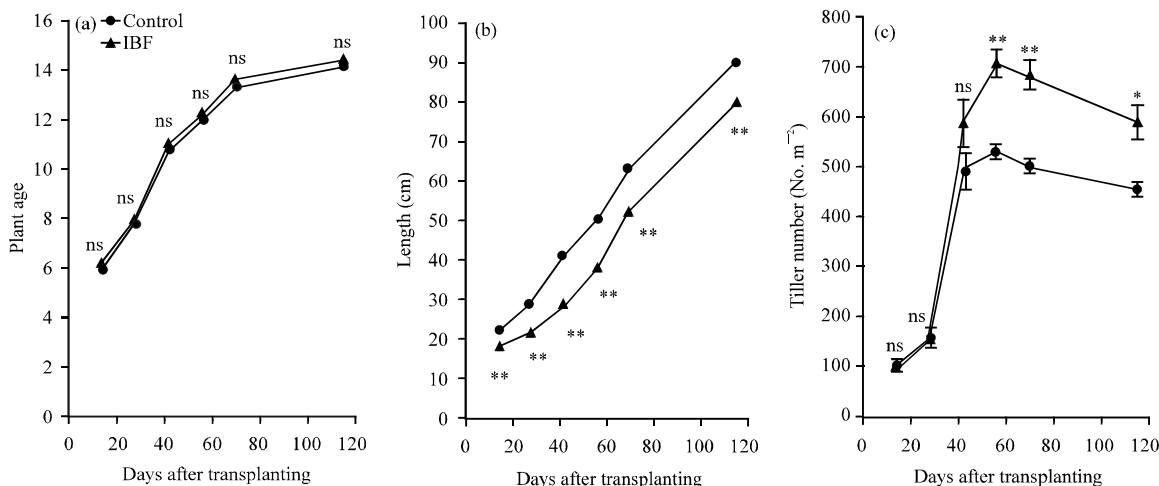 (a)
Control
IBF
16
14
12
10
8
6
4
2
0
ns
ns
ns
ns
ns
ns
Plant age
0 20 40 60 80 100 120
Days after transplanting
(b)
100
90
80
70
60
50
40
30
20
10
0
**
**
**
**
**
**
Length (cm)
0 20 40 60 80 100 120
Days after transplanting
(c)
800
700
600
500
400
300
200
100
0
ns
ns
ns
**
**
*
Tiller number (No. m⁻²)
0 20 40 60 80 100 120
Days after transplanting